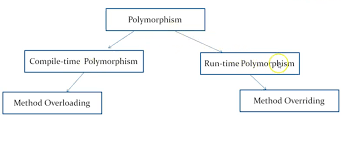 Polymorphism
Compile-time Polymorphism
Run-time Polymorphism
Method Overloading
Method Overriding